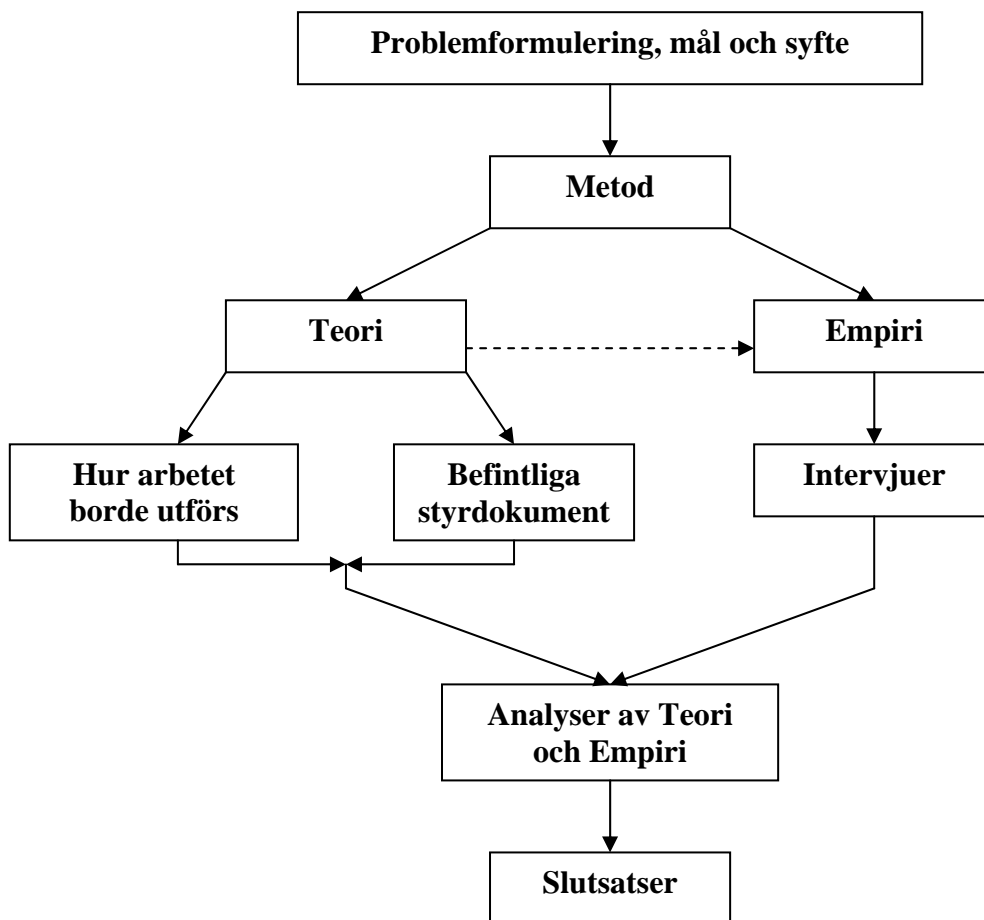 Problemformulering, mål och syfte
Metod
Teori
Empiri
Hur arbetet
borde utförs
Befintliga
styrdokument
Intervjuer
Analyser av Teori
och Empiri
Slutsatser